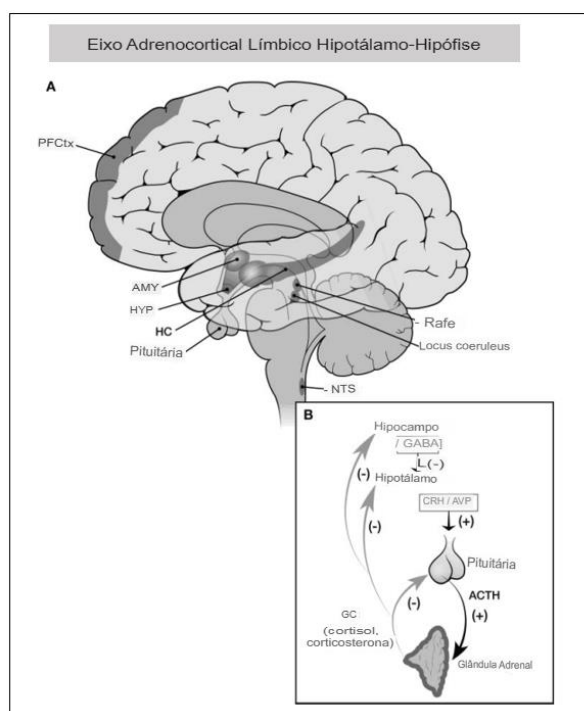 Eixo Adrenocortical Límbico Hipotálamo-Hipófise
A
PFCtx
AMY
HYP
HC
Pituitária
- Rafe
Locus coeruleus
- NTS
B
Hipocampo
/ GABA]
L(-)
(-)
Hipotálamo
(-)
CRH / AVP
(+)
Pituitária
(-)
ACTH
(+)
GC
(cortisol,
corticosterona)
Glândula Adrenal